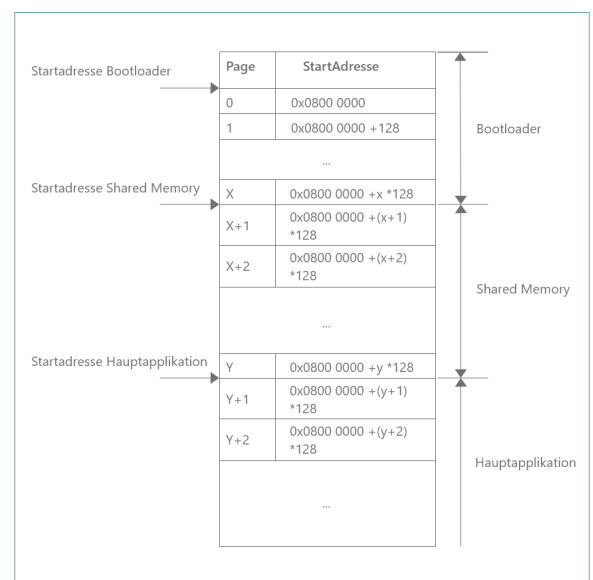 Page StartAdresse
Startadresse Bootloader
0 0x0800 0000
1 0x0800 0000 +128
Bootloader
...
Startadresse Shared Memory
X 0x0800 0000 +x *128
X+1 0x0800 0000 +(x+1)
*128
X+2 0x0800 0000 +(x+2)
*128
Shared Memory
...
Startadresse Hauptapplikation
Y 0x0800 0000 +y *128
Y+1 0x0800 0000 +(y+1)
*128
Y+2 0x0800 0000 +(y+2)
*128
Hauptapplikation
...